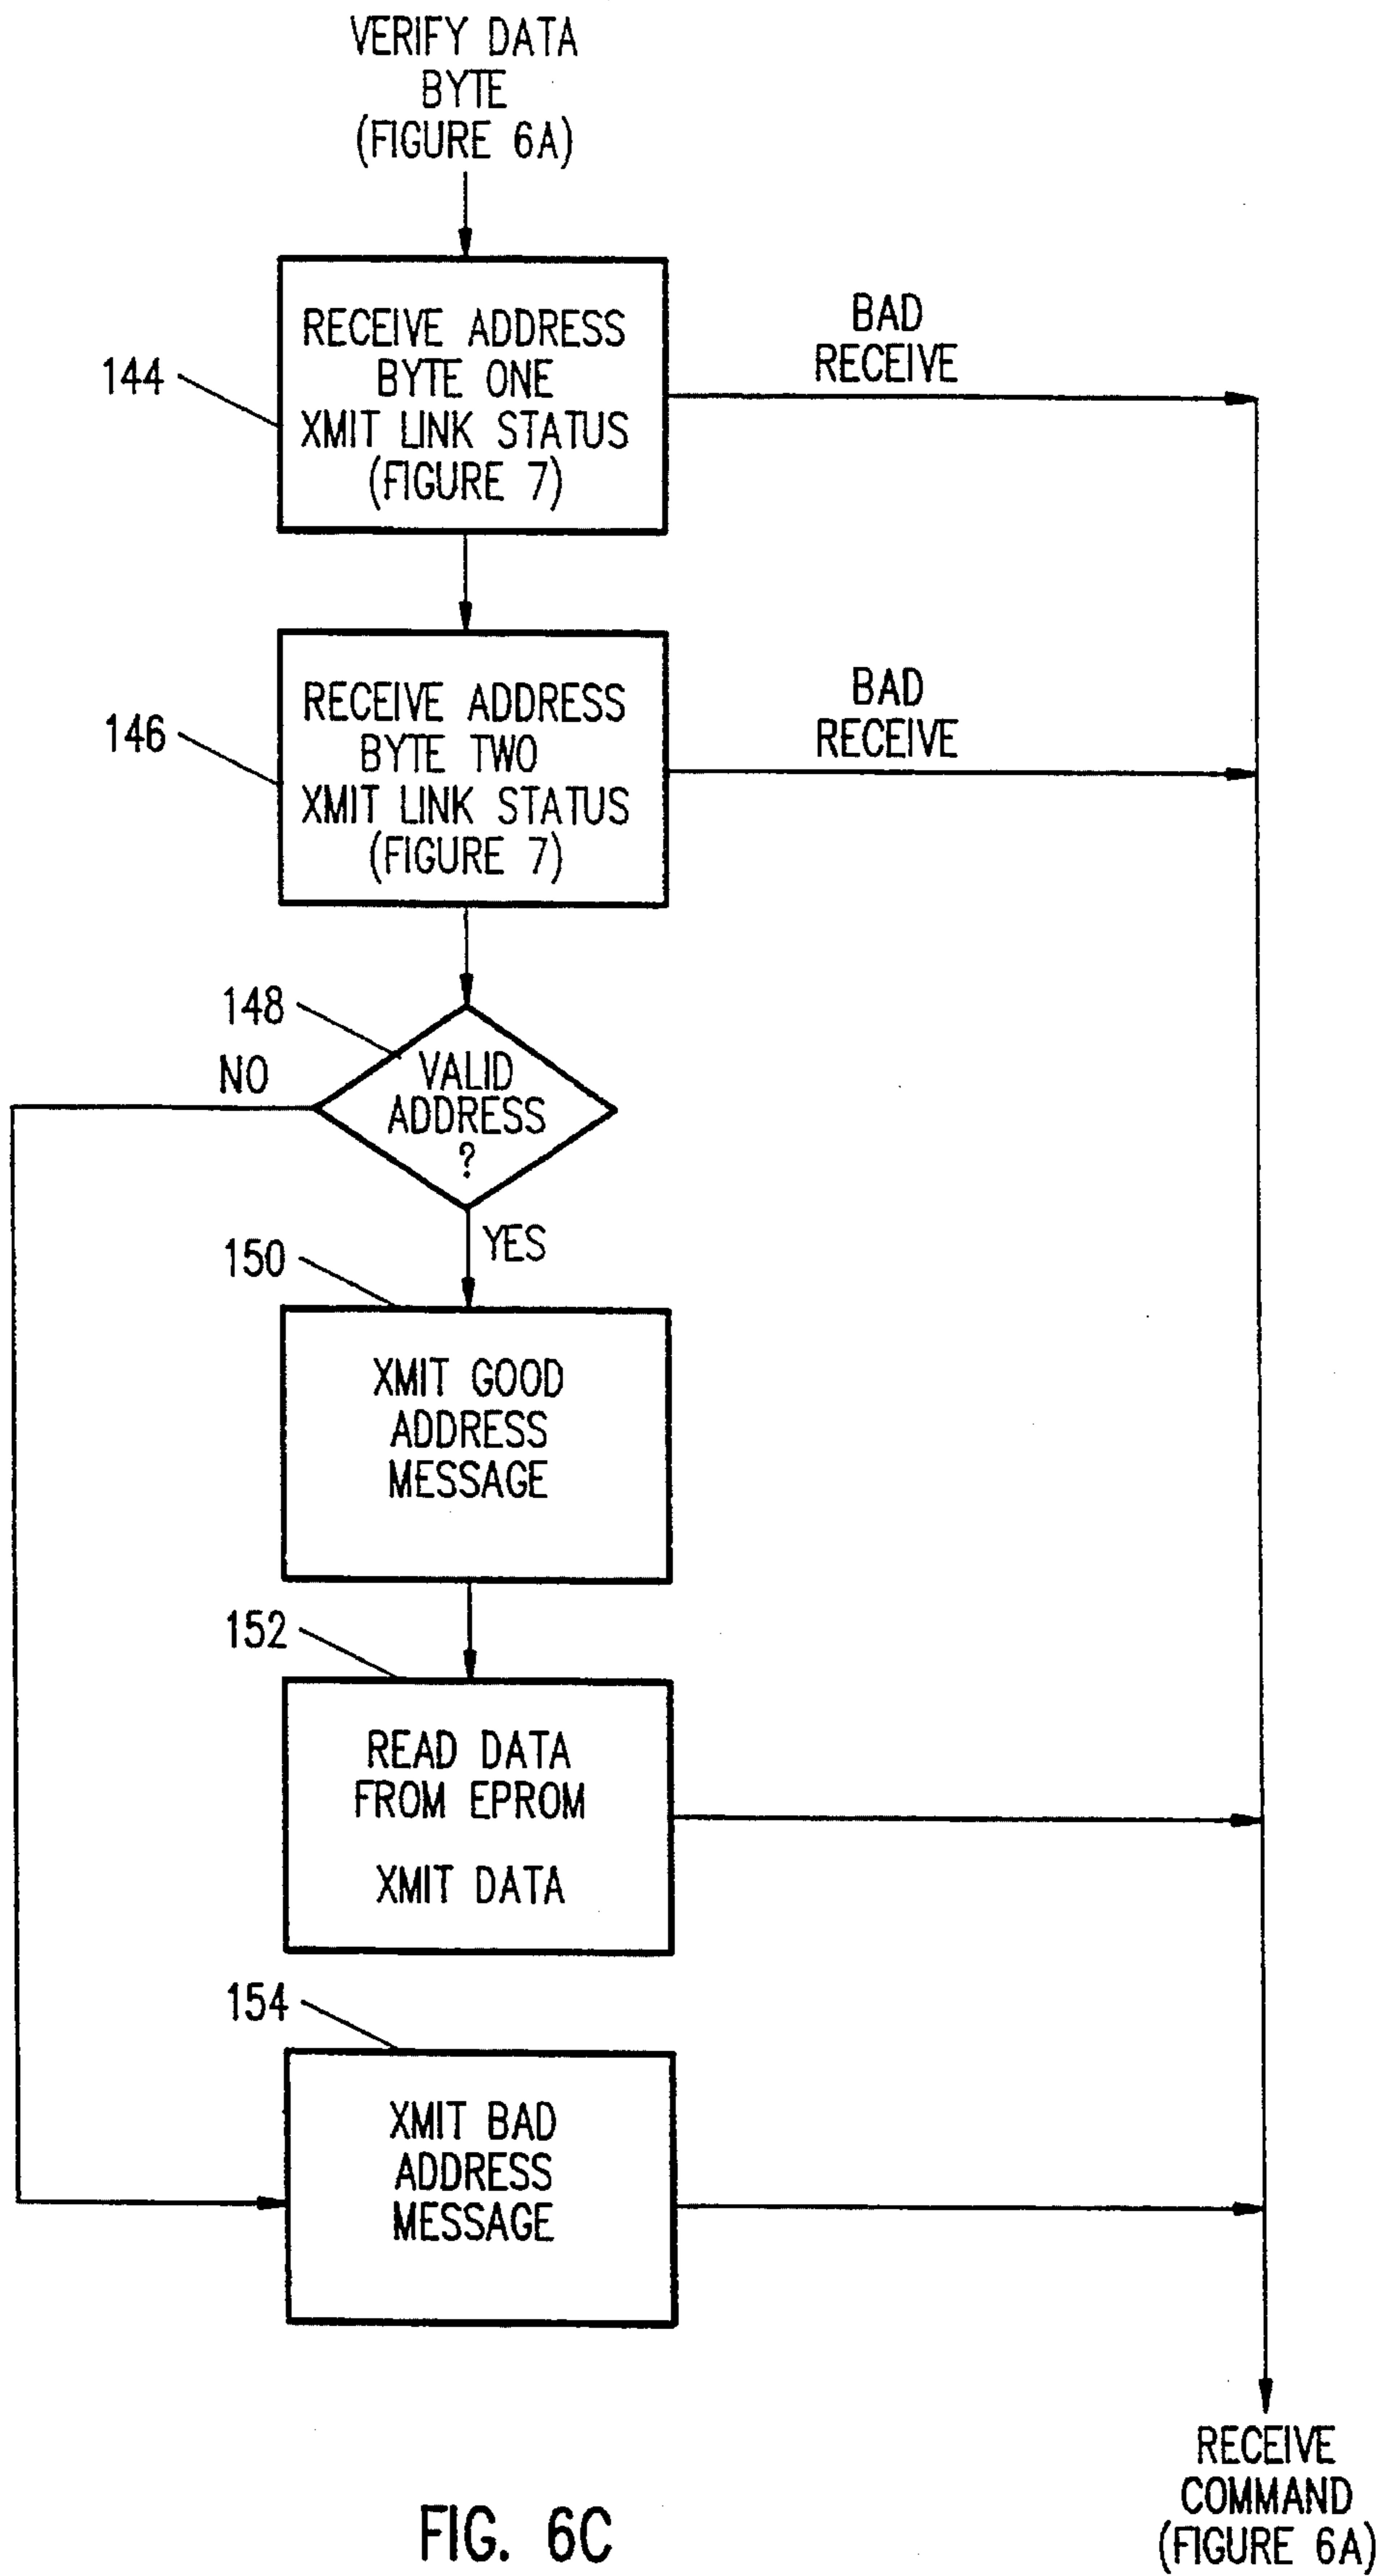 VERIFY DATA
BYTE
(FIGURE 6A)
RECEIVE ADDRESS
BYTE ONE
XMIT LINK STATUS
(FIGURE 7)
144
BAD
RECEIVE
RECEIVE ADDRESS
BYTE TWO
XMIT LINK STATUS
(FIGURE 7)
146
BAD
RECEIVE
148
NO
VALID
ADDRESS
?
YES
150
XMIT GOOD
ADDRESS
MESSAGE
152
READ DATA
FROM EPROM
XMIT DATA
154
XMIT BAD
ADDRESS
MESSAGE
RECEIVE
COMMAND
(FIGURE 6A)
FIG. 6C